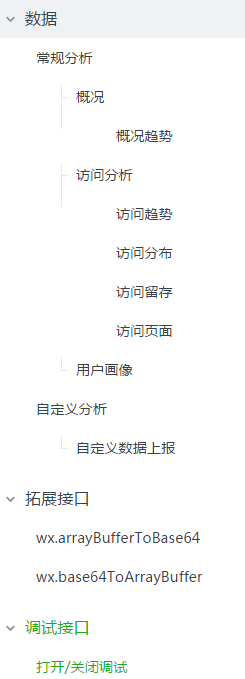 数据
常规分析
概况
概况趋势
访问分析
访问趋势
访问分布
访问留存
访问页面
用户画像
自定义分析
自定义数据上报
拓展接口
wx.arrayBufferToBase64
wx.base64ToArrayBuffer
调试接口
打开/关闭调试